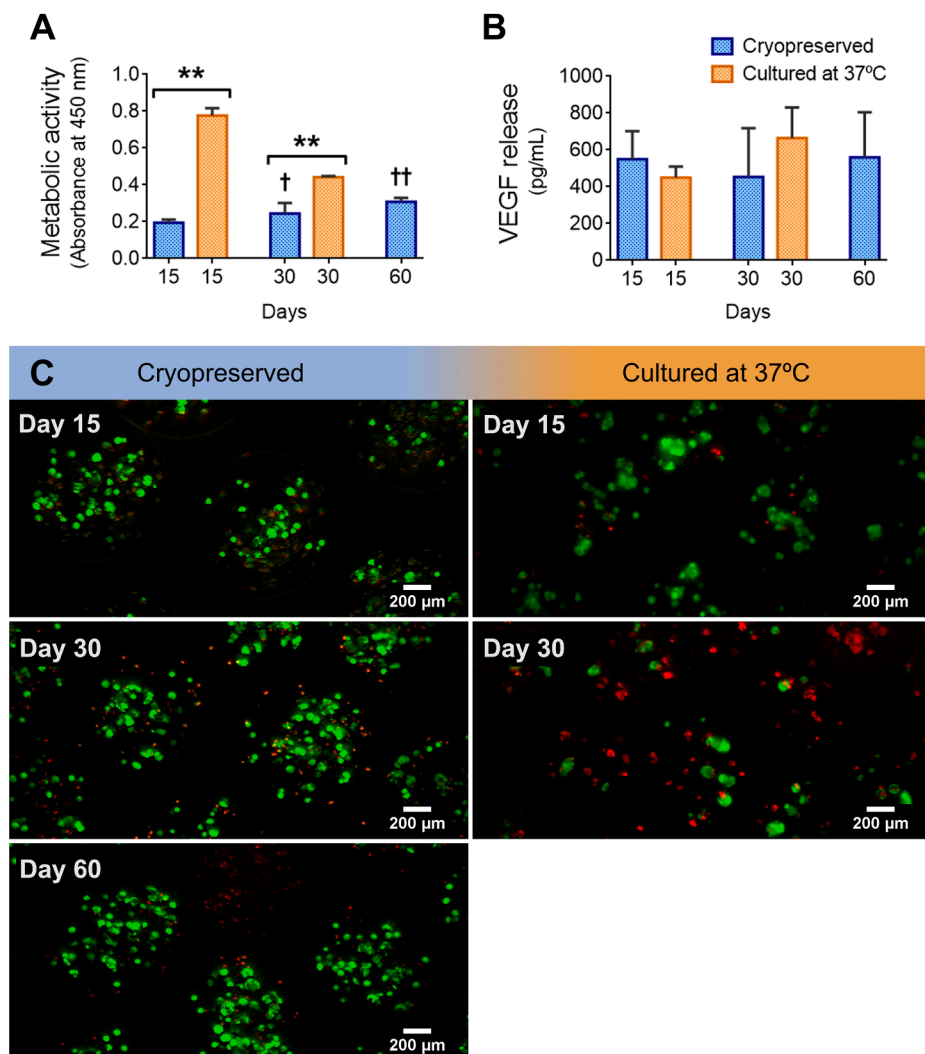 A
Metabolic activity
(Absorbance at 450 nm)
1.0
0.8
0.6
0.4
0.2
0.0
**
**
†
††
15 15 30 30 60
Days
B
Cryopreserved
Cultured at 37ºC
VEGF release
(pg/mL)
1000
800
600
400
200
0
15 15 30 30 60
Days
C Cryopreserved Cultured at 37ºC
Day 15
200 µm
Day 15
200 µm
Day 30
200 µm
Day 30
200 µm
Day 60
200 µm